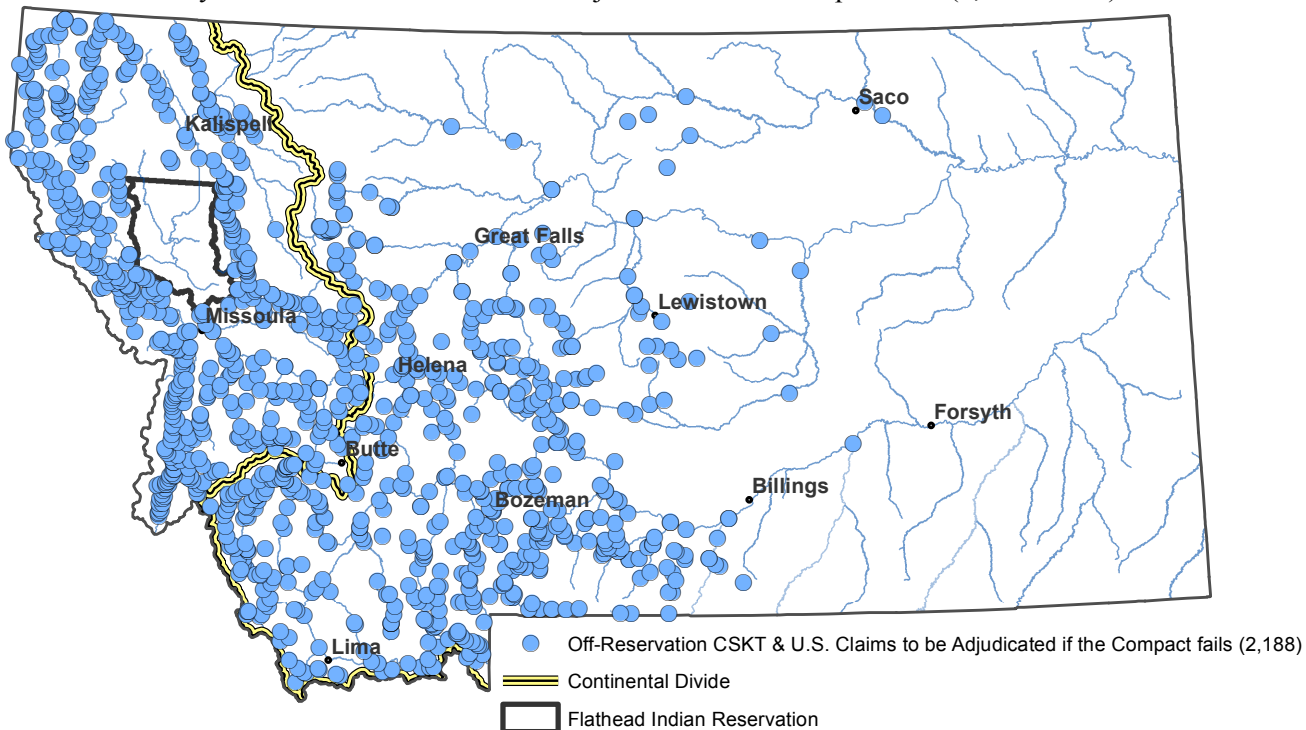 Saco
Kalispell
Great Falls
Lewistown
Missoula
Helena
Forsyth
Butte
Billings
Bozeman
Lima
Off-Reservation CSKT & U.S. Claims to be Adjudicated if the Compact fails (2,188)
Continental Divide
Flathead Indian Reservation